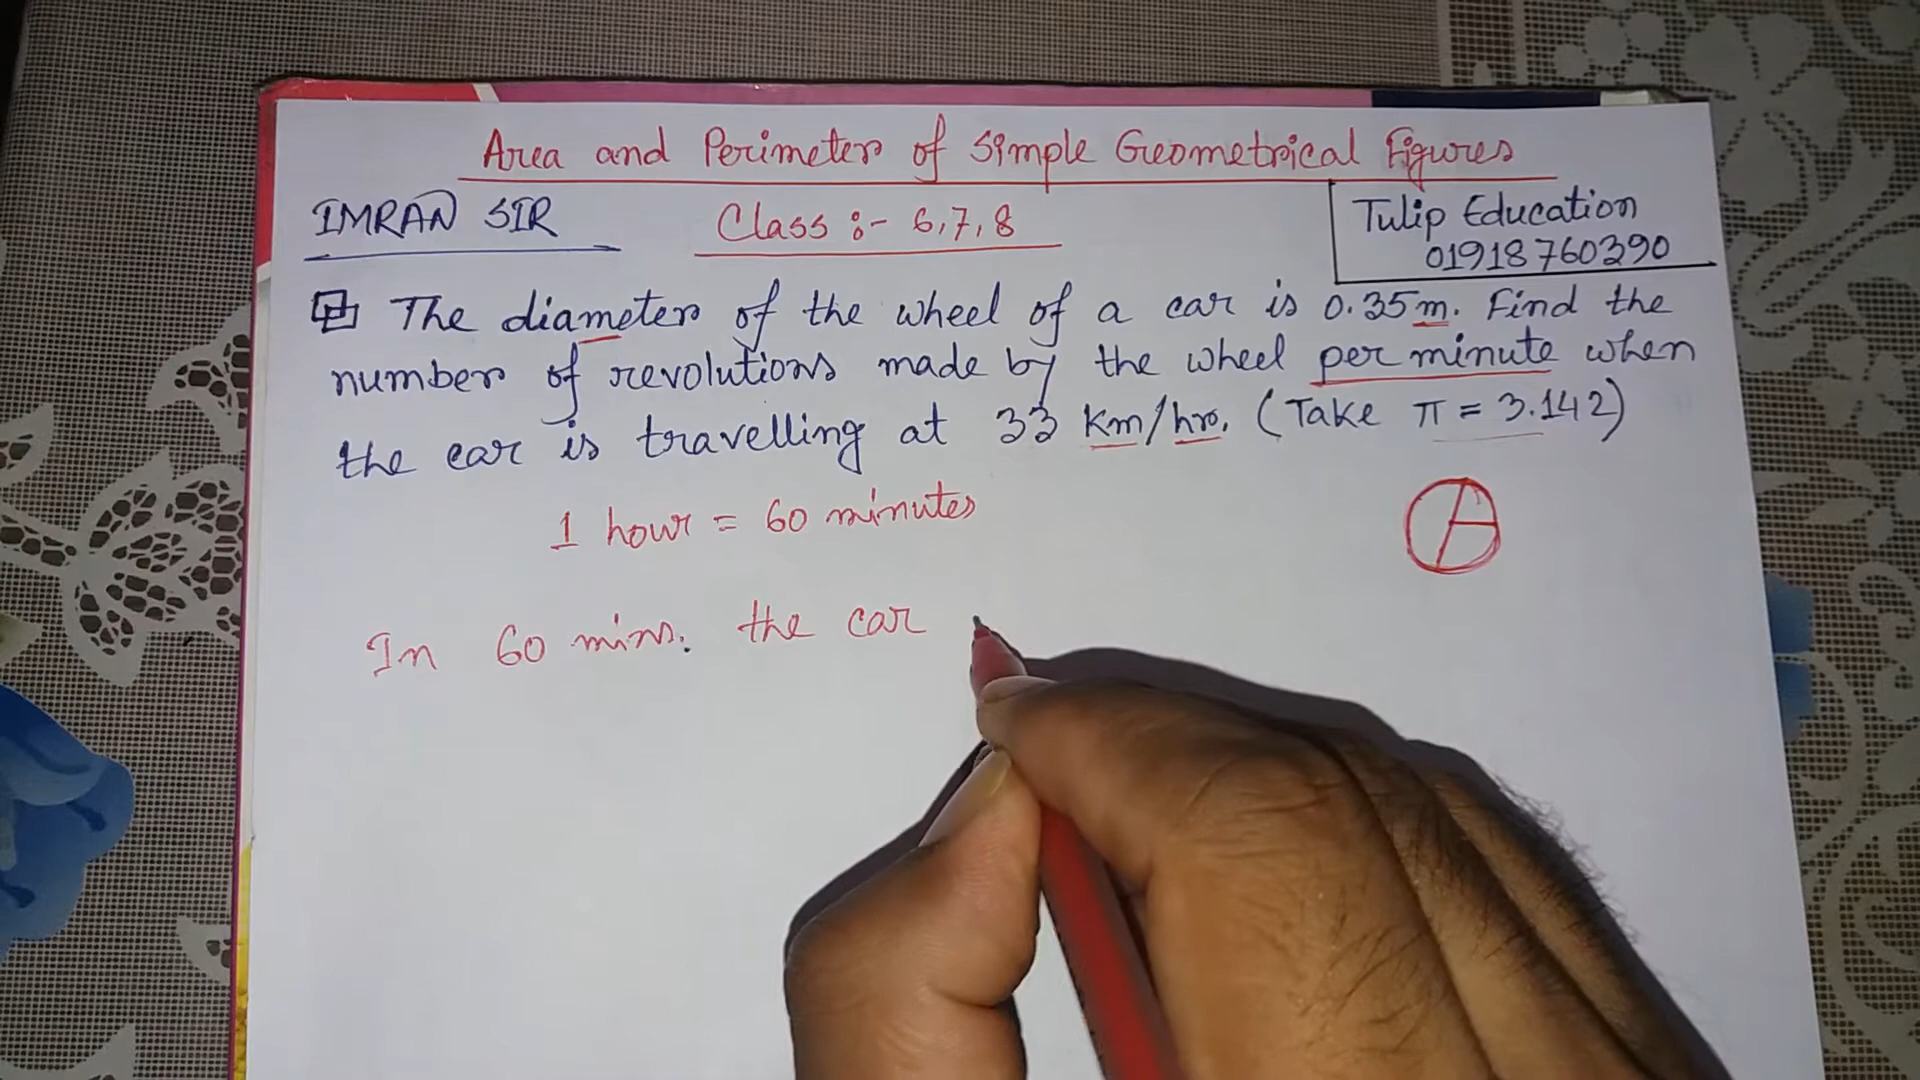 Area and Perimeter of Simple Geometrical Figures
IMRAN SIR
Class :- 6,7,8
Tulip Education
01918760390
The diameter of the wheel of a car is 0.35m. Find the
number of revolutions made by the wheel per minute when
the car is travelling at 33 km/hr. (Take π = 3.142)
1 hour = 60 minutes
In 60 mins. the car